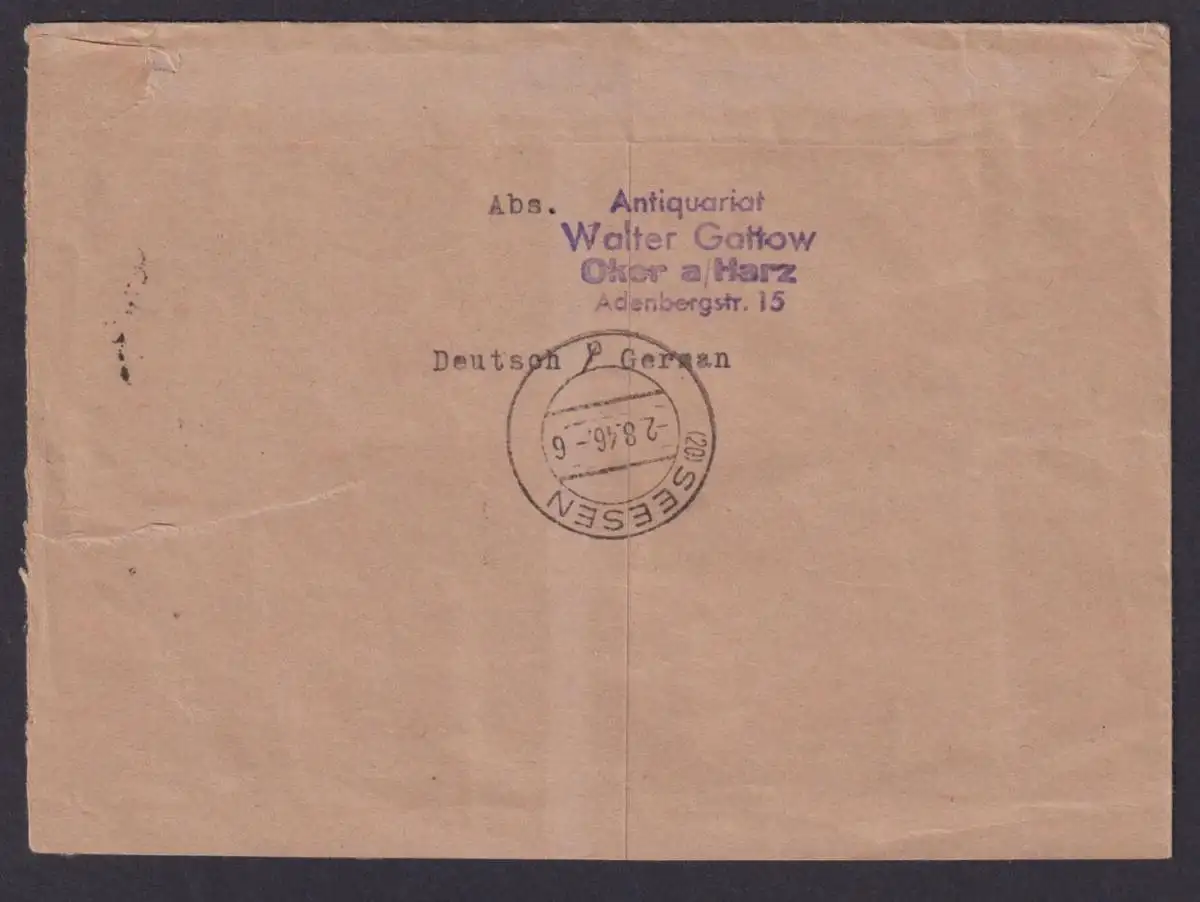 Abs. Antiquariat
Walter Gattow
Oker a/Harz
Adenbergstr. 15
Deutsch / German
(20) SEESEN
-2.8.46.-6